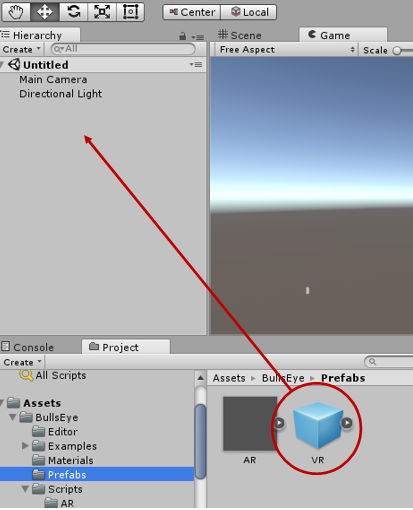 Center Local
Hierarchy
Create All
Untitled
Main Camera
Directional Light
Scene Game
Free Aspect Scale
Console Project
Create
All Scripts
Assets
BullsEye
Editor
Examples
Materials
Prefabs
Scripts
AR
Assets BullsEye Prefabs
AR VR